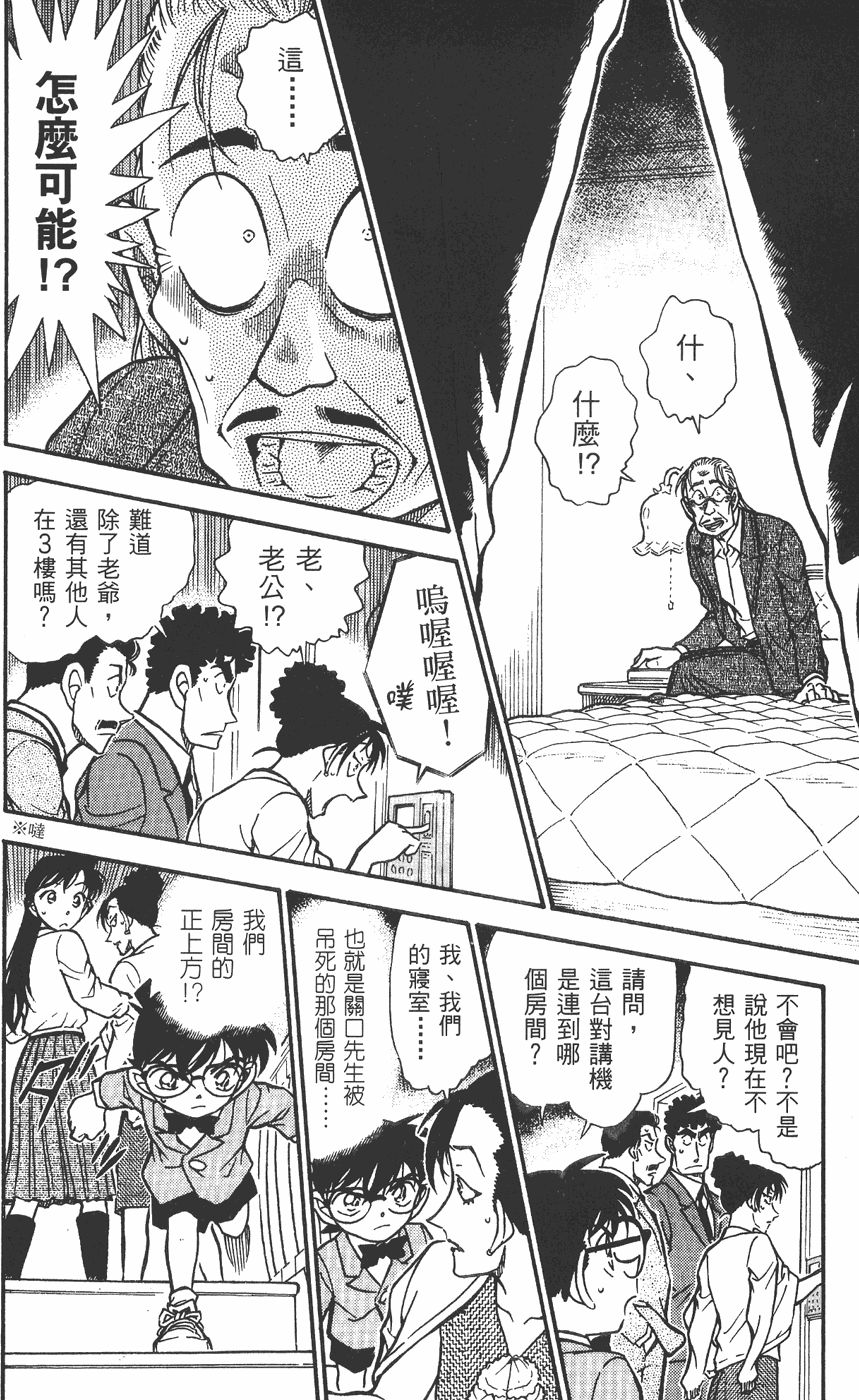 什、
什麼!?
這……
怎麼可能!?
嗚喔喔喔！
噗
老、
老公!?
難道
除了老爺，
還有其他人
在3樓嗎？
※噠
不會吧？不是
說他現在不
想見人？
請問，
這台對講機
是連到哪
個房間？
我、我們
的寢室……
也就是關口先生被
吊死的那個房間……
我們
房間的
正上方!?
ダッ